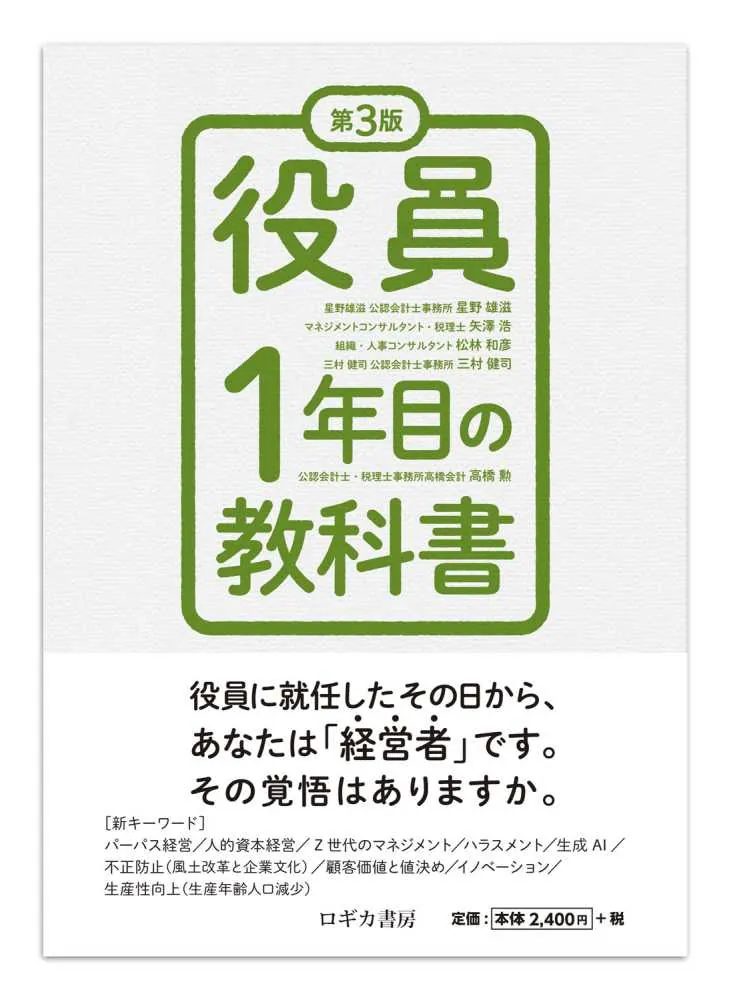 第3版
役員
星野雄滋 公認会計士事務所 星野 雄滋
マネジメントコンサルタント・税理士 矢澤 浩
組織・人事コンサルタント 松林 和彦
三村 健司 公認会計士事務所 三村 健司
1年目の
公認会計士・税理士事務所高橋会計 高橋 勲
教科書
役員に就任したその日から、
あなたは「経営者」です。
その覚悟はありますか。
［新キーワード］
パーパス経営／人的資本経営／Z世代のマネジメント／ハラスメント／生成AI／
不正防止（風土改革と企業文化）／顧客価値と値決め／イノベーション／
生産性向上（生産年齢人口減少）
ロギカ書房 定価：本体2,400円＋税